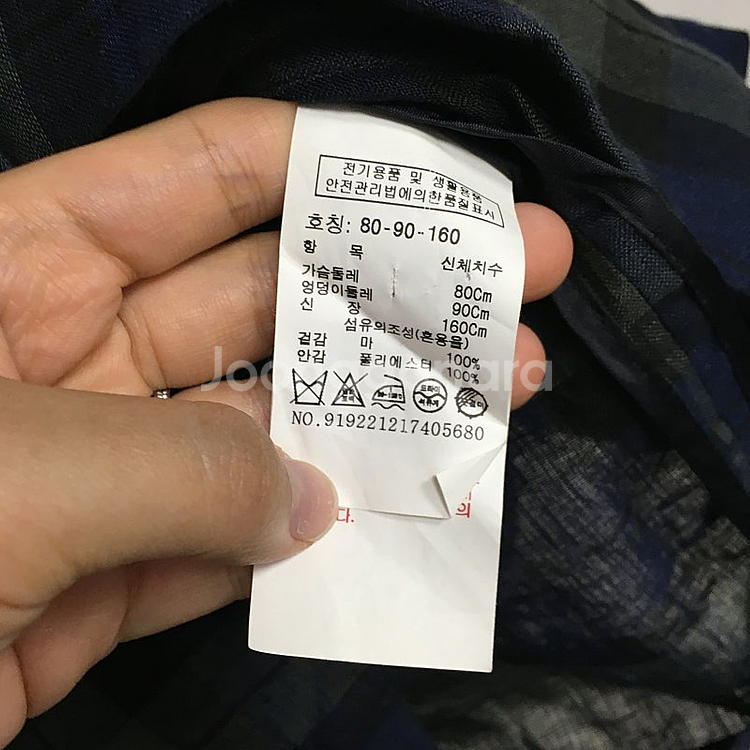 전기용품 및 생활용품
안전관리법에의한품질표시
호칭: 80-90-160
항 목 신체치수
가슴둘레 80Cm
엉덩이둘레 90Cm
신 장 160Cm
섬유의조성(혼용율)
겉감 마 100%
안감 폴리에스터 100%
NO.919221217405680
다.
의